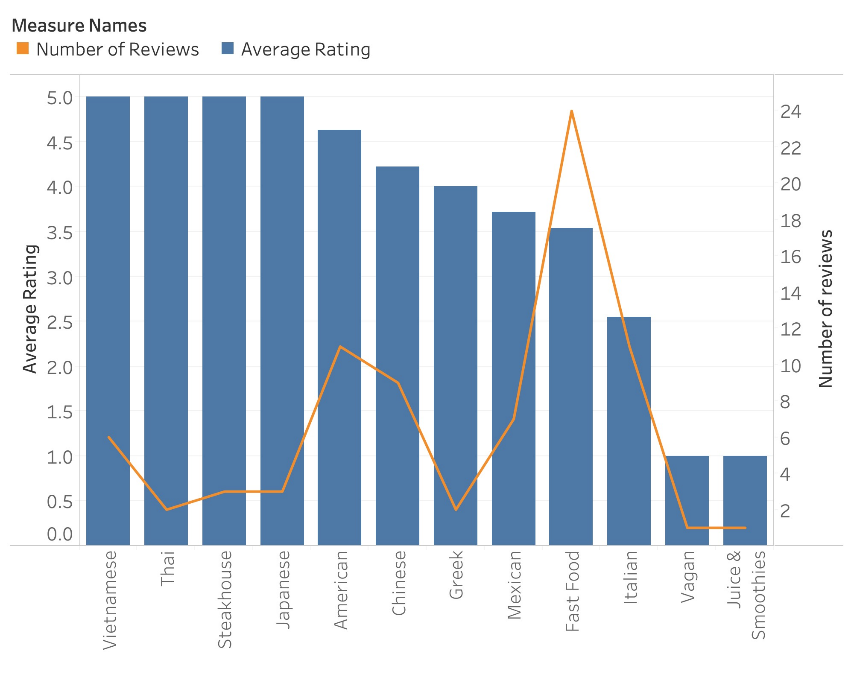 Measure Names
Number of Reviews Average Rating
Average Rating
5.0
4.5
4.0
3.5
3.0
2.5
2.0
1.5
1.0
0.5
0.0
24
22
20
18
16
14
12
10
8
6
4
2
Number of reviews
Vietnamese
Thai
Steakhouse
Japanese
American
Chinese
Greek
Mexican
Fast Food
Italian
Vagan
Juice &
Smoothies